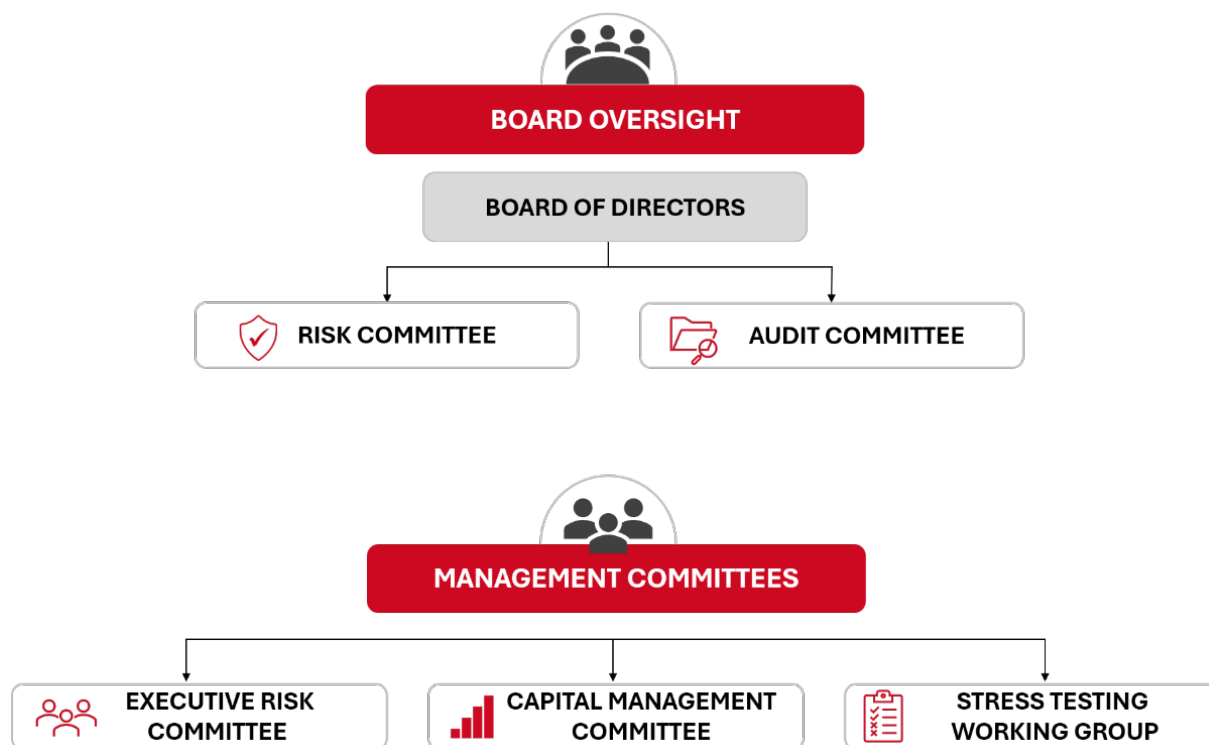 BOARD OVERSIGHT
BOARD OF DIRECTORS
RISK COMMITTEE
AUDIT COMMITTEE
MANAGEMENT COMMITTEES
EXECUTIVE RISK
COMMITTEE
CAPITAL MANAGEMENT
COMMITTEE
STRESS TESTING
WORKING GROUP